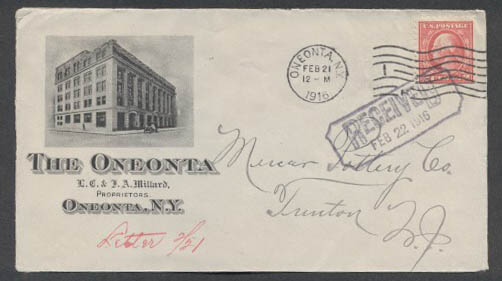 THE ONEONTA
L. C. & J. A. Millard,
PROPRIETORS.
ONEONTA, N.Y.
Letter 2/21
ONEONTA, N.Y.
FEB 21
12-M
1916
U.S. POSTAGE
RECEIVED
FEB 22 1916
Mercer Pottery Co.
Trenton
N.J.